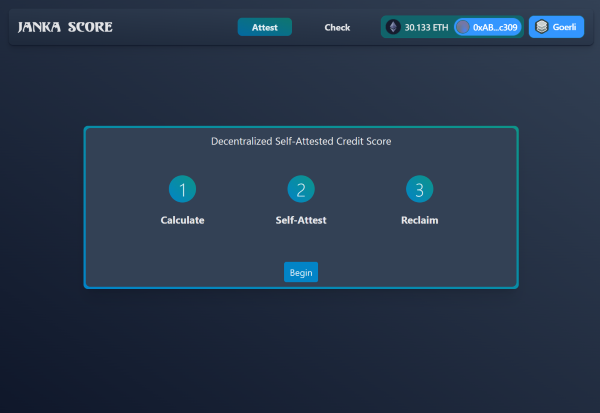 JANKA SCORE
Attest
Check
30.133 ETH
0xAB...c309
Goerli
Decentralized Self-Attested Credit Score
1
2
3
Calculate
Self-Attest
Reclaim
Begin